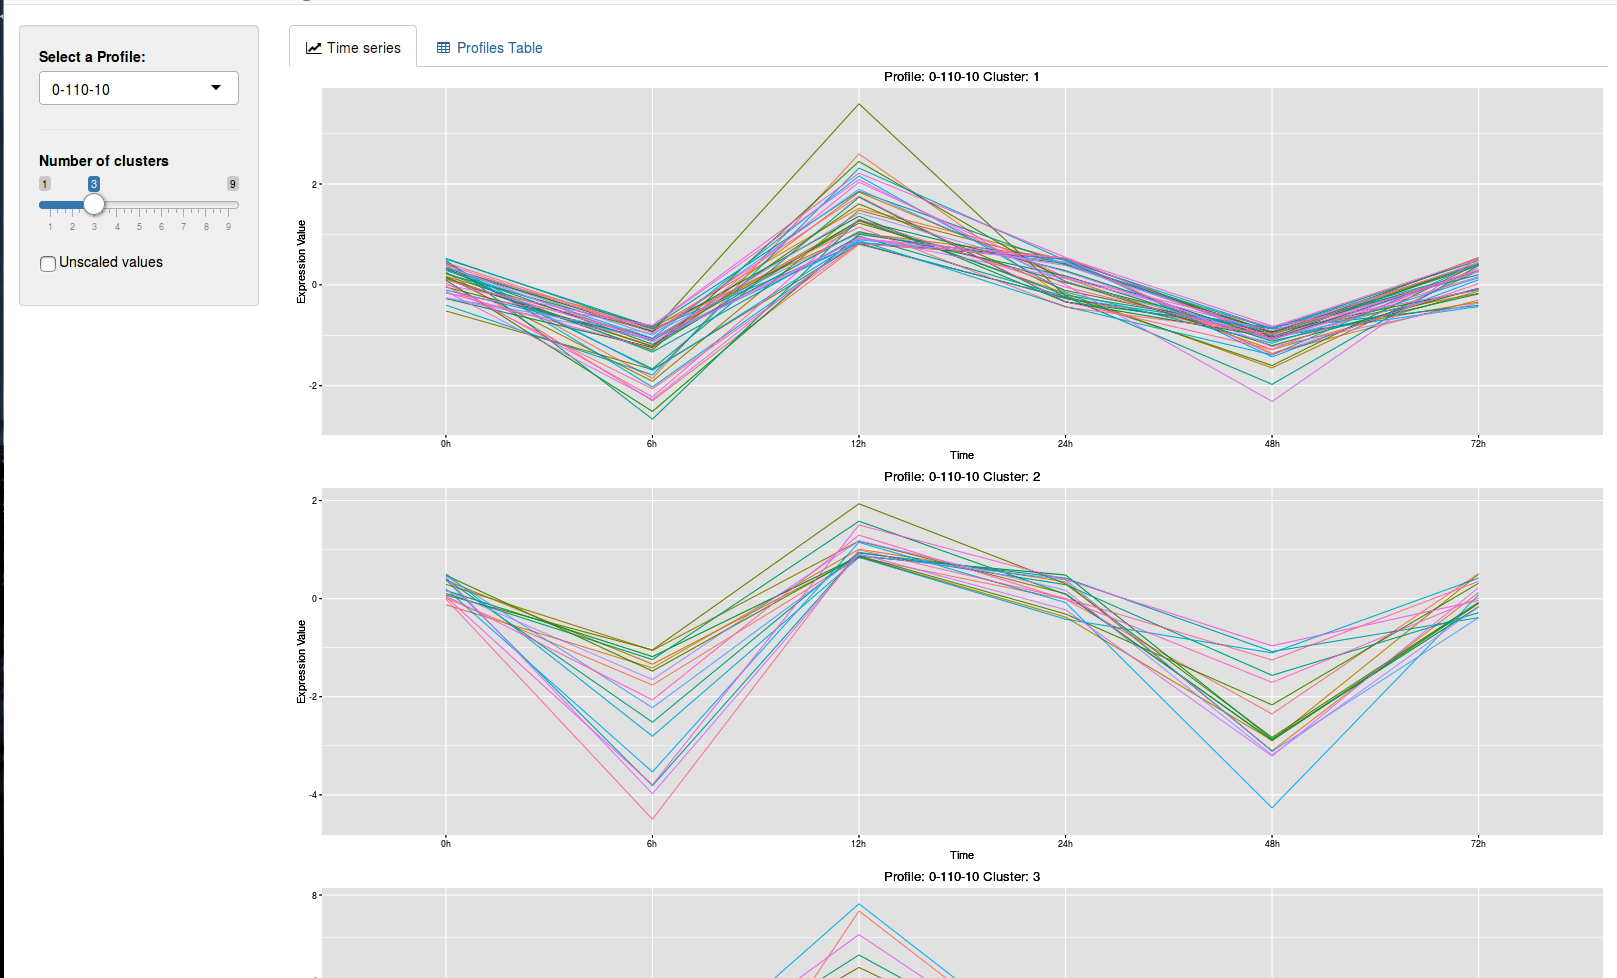 Select a Profile:
0-110-10
Number of clusters
1 3 9
1 2 3 4 5 6 7 8 9
Unscaled values
Time series
Profiles Table
Profile: 0-110-10 Cluster: 1
Expression Value
2
0
-2
0h 6h 12h 24h 48h 72h
Time
Profile: 0-110-10 Cluster: 2
Expression Value
2
0
-2
-4
0h 6h 12h 24h 48h 72h
Time
Profile: 0-110-10 Cluster: 3
8